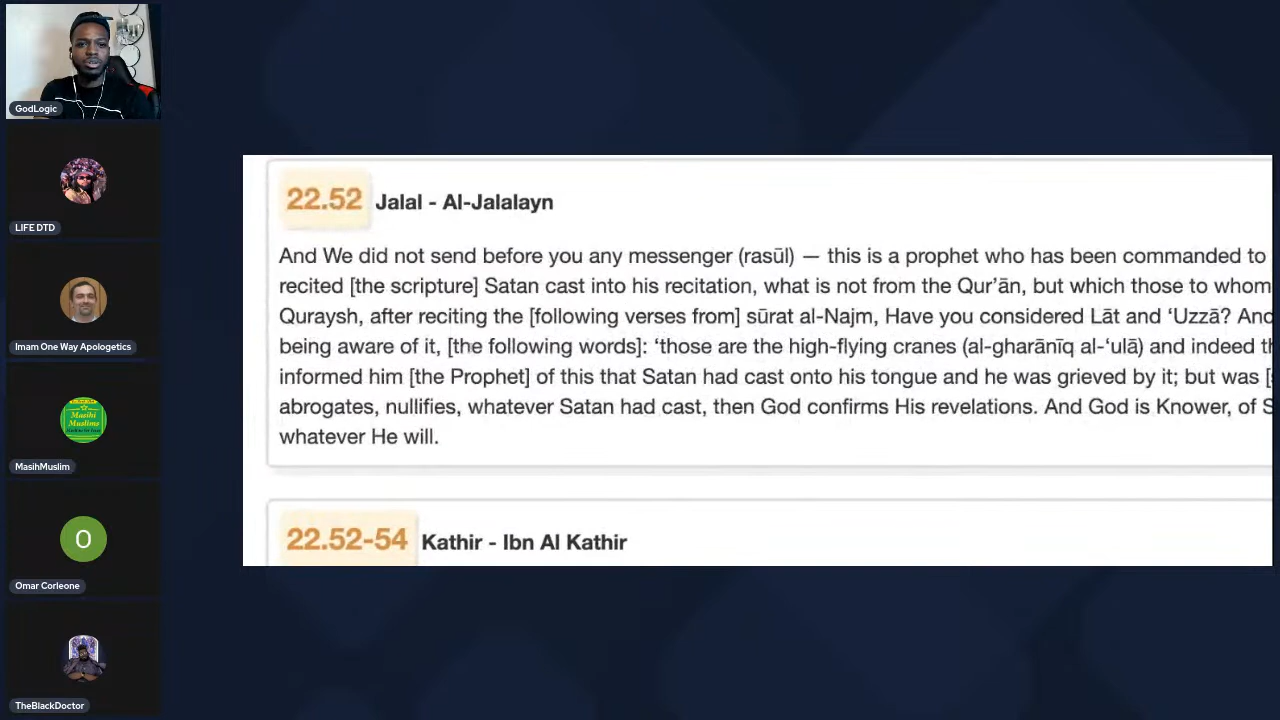 GodLogic
LIFE DTD
Imam One Way Apologetics
Masihi
Muslims
MasihMuslim
O
Omar Corleone
TheBlackDoctor
22.52 Jalal - Al-Jalalayn
And We did not send before you any messenger (rasūl) — this is a prophet who has been commanded to
recited [the scripture] Satan cast into his recitation, what is not from the Qur’ān, but which those to whom
Quraysh, after reciting the [following verses from] sūrat al-Najm, Have you considered Lāt and ‘Uzzā? And
being aware of it, [the following words]: ‘those are the high-flying cranes (al-gharānīq al-‘ulā) and indeed
informed him [the Prophet] of this that Satan had cast onto his tongue and he was grieved by it; but was [
abrogates, nullifies, whatever Satan had cast, then God confirms His revelations. And God is Knower, of
whatever He will.
22.52-54 Kathir - Ibn Al Kathir